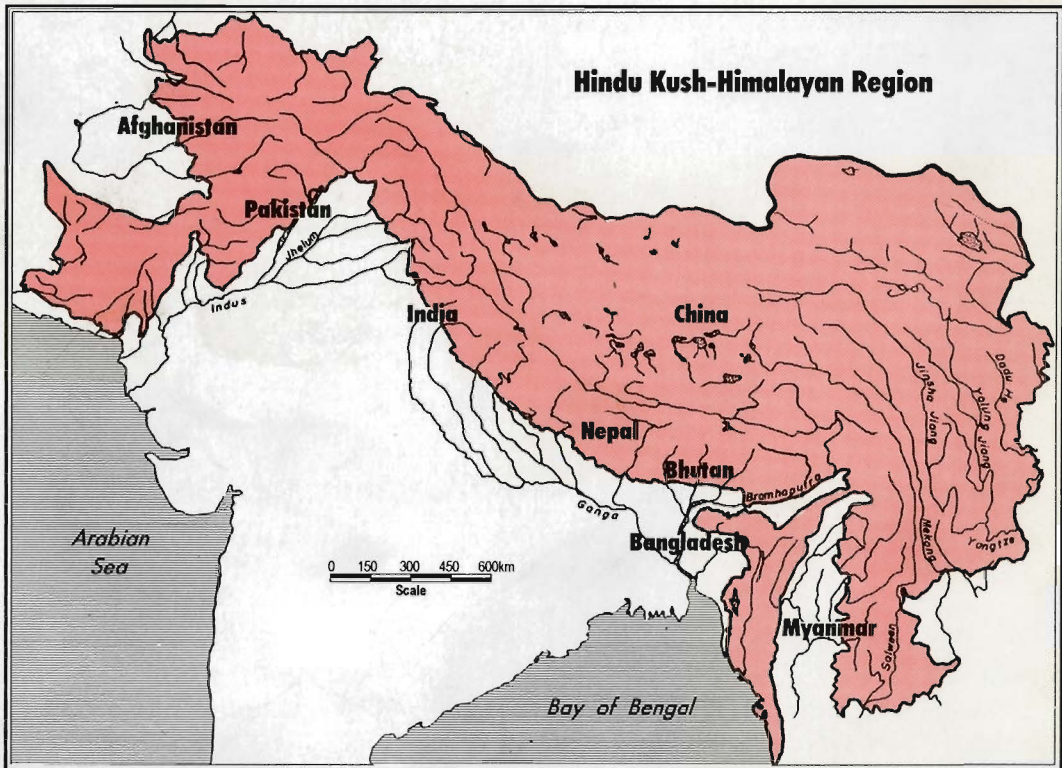 Hindu Kush-Himalayan Region
Afghanistan
Pakistan
Jhelum
Indus
India
China
Jinsha Jiang
Yalung Jiang
Dadu He
Nepal
Bhutan
Bromhaputra
Ganga
Bangladesh
Mekong
Yangtze
Arabian
Sea
0 150 300 450 600km
Scale
Myanmar
Salween
Bay of Bengal